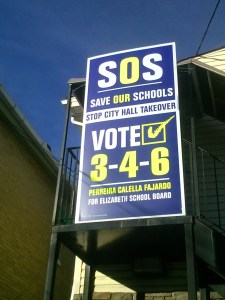 SOS
SAVE OUR SCHOOLS
STOP CITY HALL TAKEOVER
VOTE
3-4-6
PERREIRA CALELLA FAJARDO
FOR ELIZABETH SCHOOL BOARD